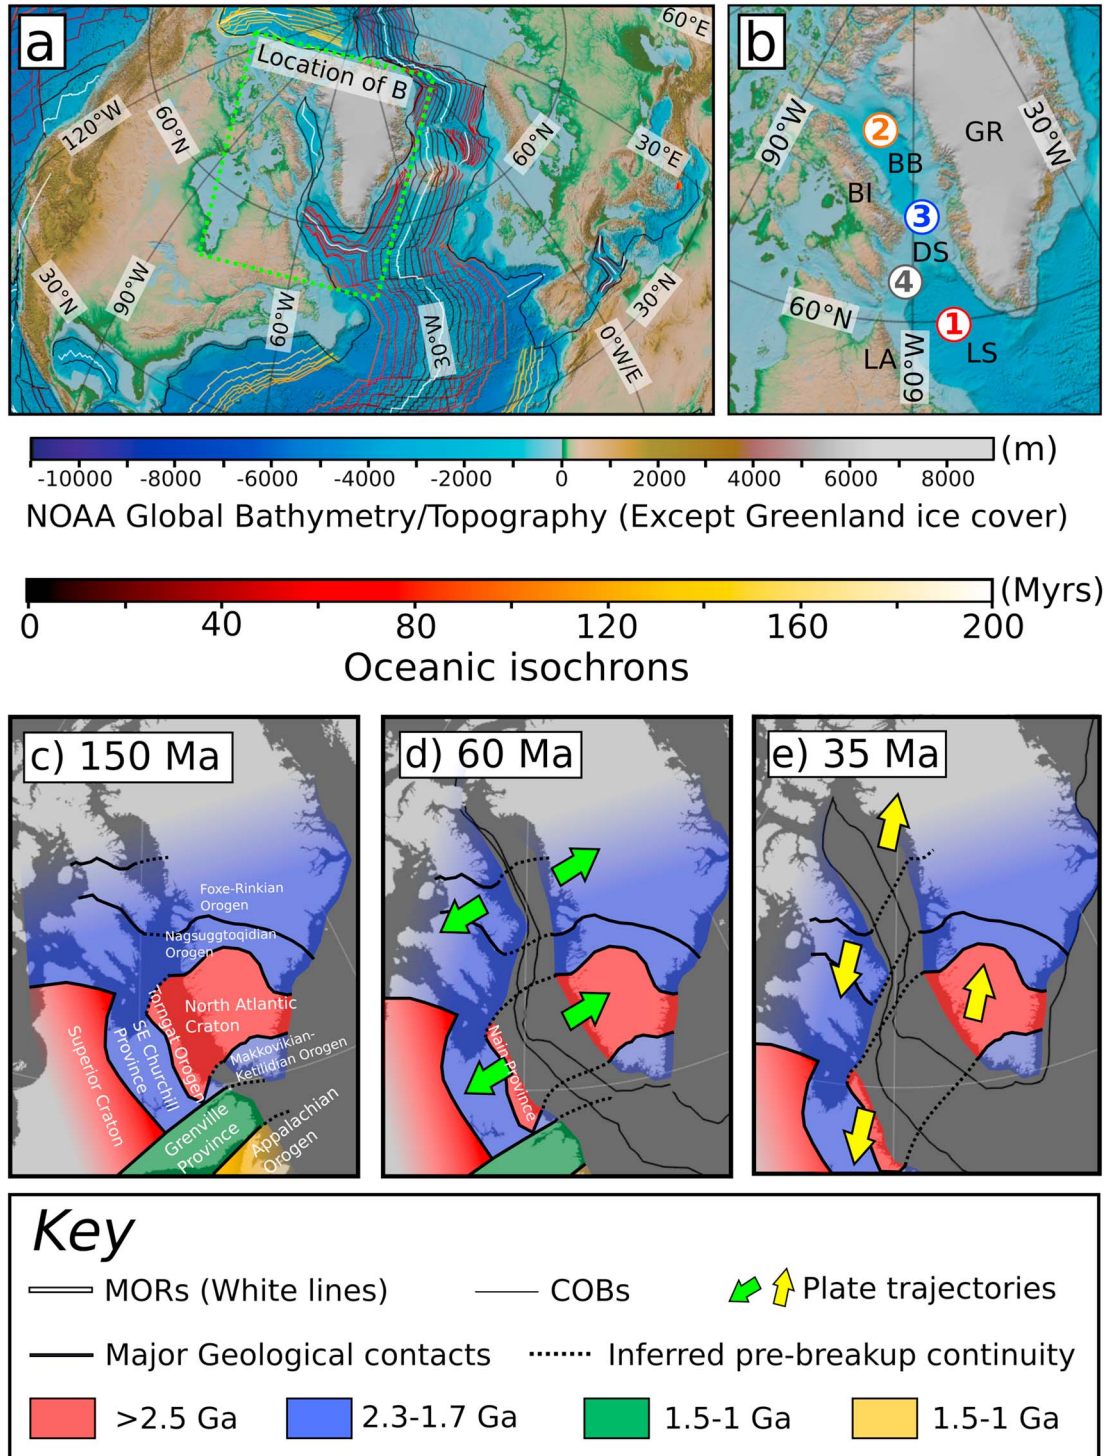 a
Location of B
60°E
120°W
60°N
60°N
30°E
30°N
90°W
60°W
30°W
30°N
0°W/E
b
90°W
2
GR
30°W
BB
BI
3
DS
4
60°N
1
LA
60°W
LS
(m)
-10000 -8000 -6000 -4000 -2000 0 2000 4000 6000 8000
NOAA Global Bathymetry/Topography (Except Greenland ice cover)
(Myrs)
0 40 80 120 160 200
Oceanic isochrons
c) 150 Ma
Foxe-Rinkian
Orogen
Nagsuggtoqidian
Orogen
North Atlantic
Craton
Torngat Orogen
SE Churchill
Province
Superior Craton
Makkovikian-
Ketilidian Orogen
Grenville
Province
Appalachian
Orogen
d) 60 Ma
Nain Province
e) 35 Ma
Key
MORs (White lines)
COBs
Plate trajectories
Major Geological contacts
Inferred pre-breakup continuity
>2.5 Ga
2.3-1.7 Ga
1.5-1 Ga
1.5-1 Ga